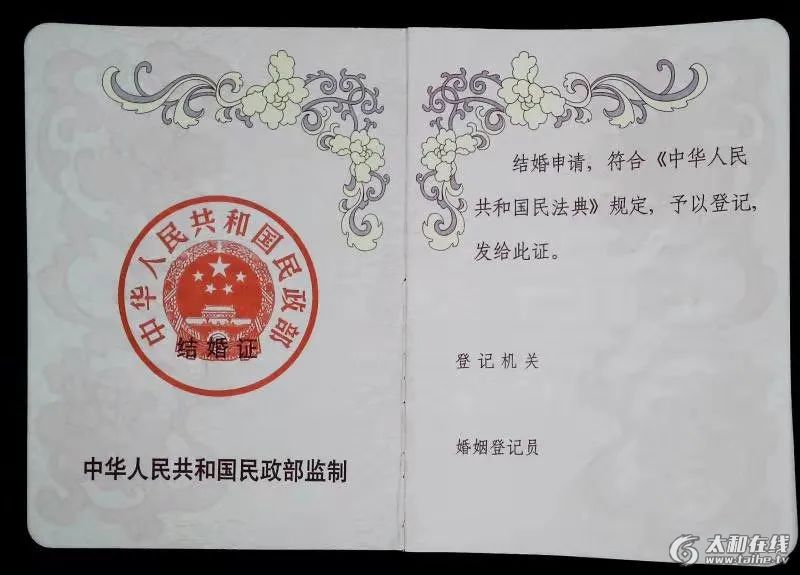 中华人民共和国民政部
结婚证
中华人民共和国民政部监制
结婚申请，符合《中华人民
共和国民法典》规定，予以登记，
发给此证。
登记机关
婚姻登记员
太和在线
www.taihe.tv